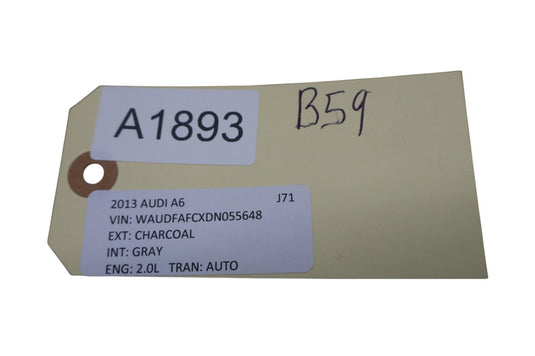 A1893
B59
2013 AUDI A6 J71
VIN: WAUDFAFCXDN055648
EXT: CHARCOAL
INT: GRAY
ENG: 2.0L TRAN: AUTO